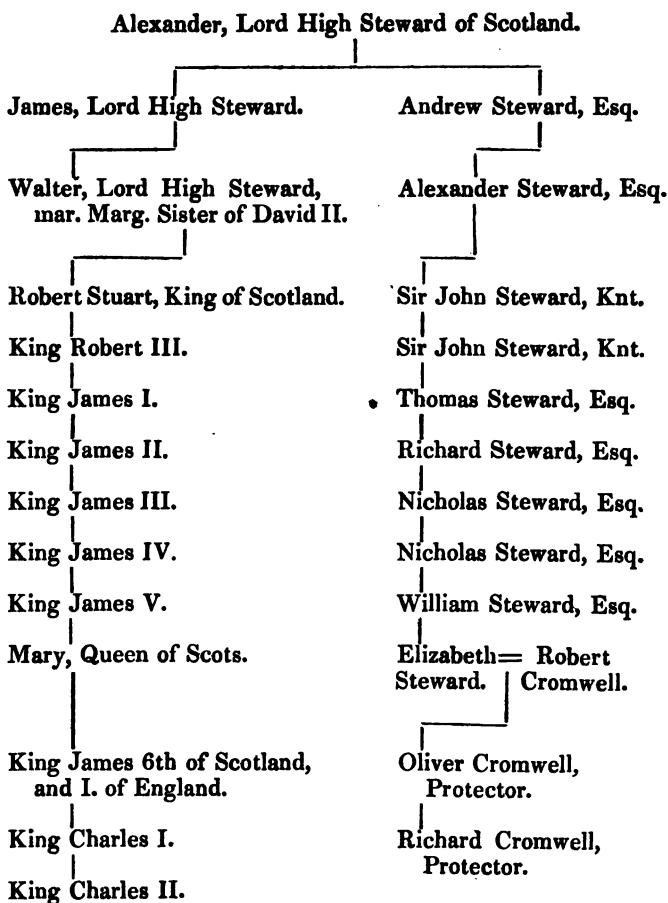 Alexander, Lord High Steward of Scotland.
James, Lord High Steward.
Andrew Steward, Esq.
Walter, Lord High Steward,
mar. Marg. Sister of David II.
Alexander Steward, Esq.
Robert Stuart, King of Scotland.
Sir John Steward, Knt.
King Robert III.
Sir John Steward, Knt.
King James I.
Thomas Steward, Esq.
King James II.
Richard Steward, Esq.
King James III.
Nicholas Steward, Esq.
King James IV.
Nicholas Steward, Esq.
King James V.
William Steward, Esq.
Mary, Queen of Scots.
Elizabeth= Robert
Steward. Cromwell.
King James 6th of Scotland,
and I. of England.
Oliver Cromwell,
Protector.
King Charles I.
Richard Cromwell,
Protector.
King Charles II.